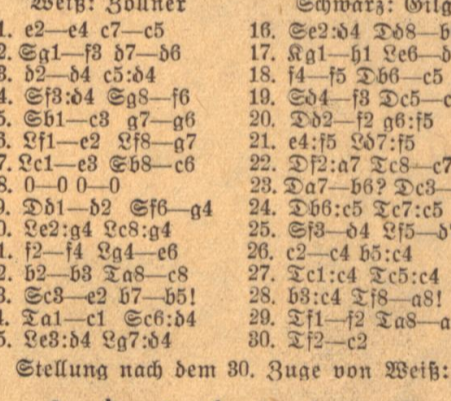 Weiß: Zöllner
1. e2—e4 c7—c5
2. Sg1—f3 d7—d6
3. d2—d4 c5:d4
4. Sf3:d4 Sg8—f6
5. Sb1—c3 g7—g6
6. Lf1—e2 Lf8—g7
7. Lc1—e3 Sb8—c6
8. 0—0 0—0
9. Dd1—d2 Sf6—g4
0. Le2:g4 Lc8:g4
1. f2—f4 Lg4—e6
2. b2—b3 Ta8—c8
3. Sc3—e2 b7—b5!
4. Ta1—c1 Sc6:d4
5. Le3:d4 Lg7:d4
Schwarz: Gilg
16. Se2:d4 Dd8—b
17. Kg1—h1 Le6—d
18. f4—f5 Db6—c5
19. Sd4—f3 Dc5—c
20. Dd2—f2 g6:f5
21. e4:f5 Ld7:f5
22. Df2:a7 Tc8—c7
23. Da7—b6? Dc3—
24. Db6:c5 Tc7:c5
25. Sf3—d4 Lf5—d
26. c2—c4 b5:c4
27. Tc1:c4 Tc5:c4
28. b3:c4 Tf8—a8!
29. Tf1—f2 Ta8—a
30. Tf2—c2
Stellung nach dem 30. Zuge von Weiß: